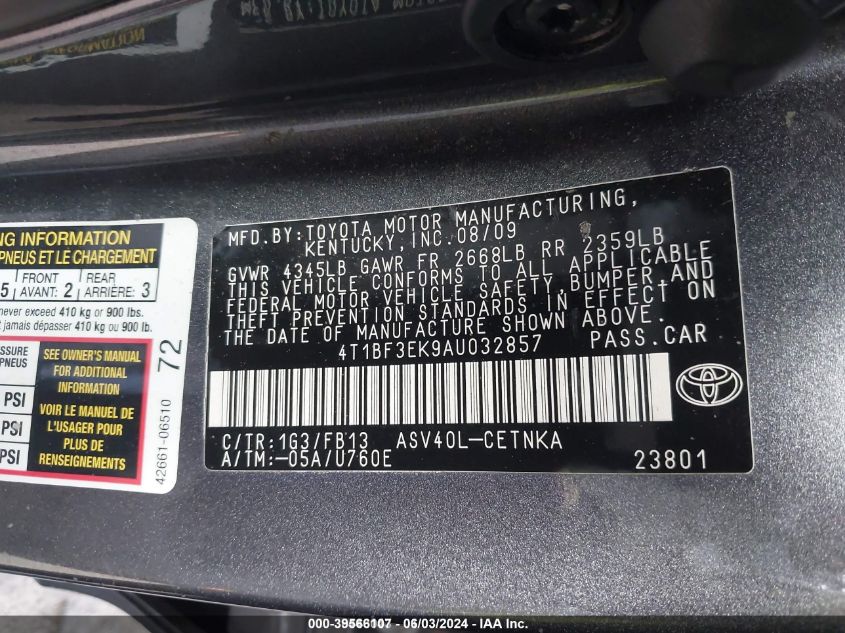 MFD.BY:TOYOTA MOTOR MANUFACTURING,
KENTUCKY,INC.08/09
GVWR 4345LB GAWR FR 2668LB RR 2359LB
THIS VEHICLE CONFORMS TO ALL APPLICABLE
FEDERAL MOTOR VEHICLE SAFETY,BUMPER,AND
THEFT PREVENTION STANDARDS IN EFFECT ON
THE DATE OF MANUFACTURE SHOWN ABOVE.
4T1BF3EK9AU032857 PASS.CAR
C/TR:1G3/FB13 ASV40L-CETNKA
A/TM:-05A/U760E 23801
INFORMATION
PNEUS ET LE CHARGEMENT
5 FRONT AVANT: 2 REAR ARRIÈRE: 3
never exceed 410 kg or 900 lbs.
jamais dépasser 410 kg ou 900 lb.
PSI
PSI
PSI
SEE OWNER'S MANUAL
FOR ADDITIONAL
INFORMATION
VOIR LE MANUEL DE
L'USAGER POUR
PLUS DE
RENSEIGNEMENTS
42661-06510 72
000-39566107 - 06/03/2024 - IAAI.com